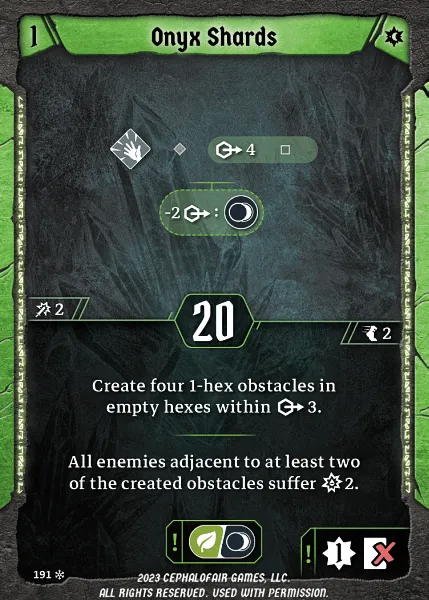 1
Onyx Shards
4
-2 :
2
20
2
Create four 1-hex obstacles in
empty hexes within 3.
All enemies adjacent to at least two
of the created obstacles suffer 2.
! ! 1
191
2023 CEPHALOFAIR GAMES, LLC.
ALL RIGHTS RESERVED. USED WITH PERMISSION.